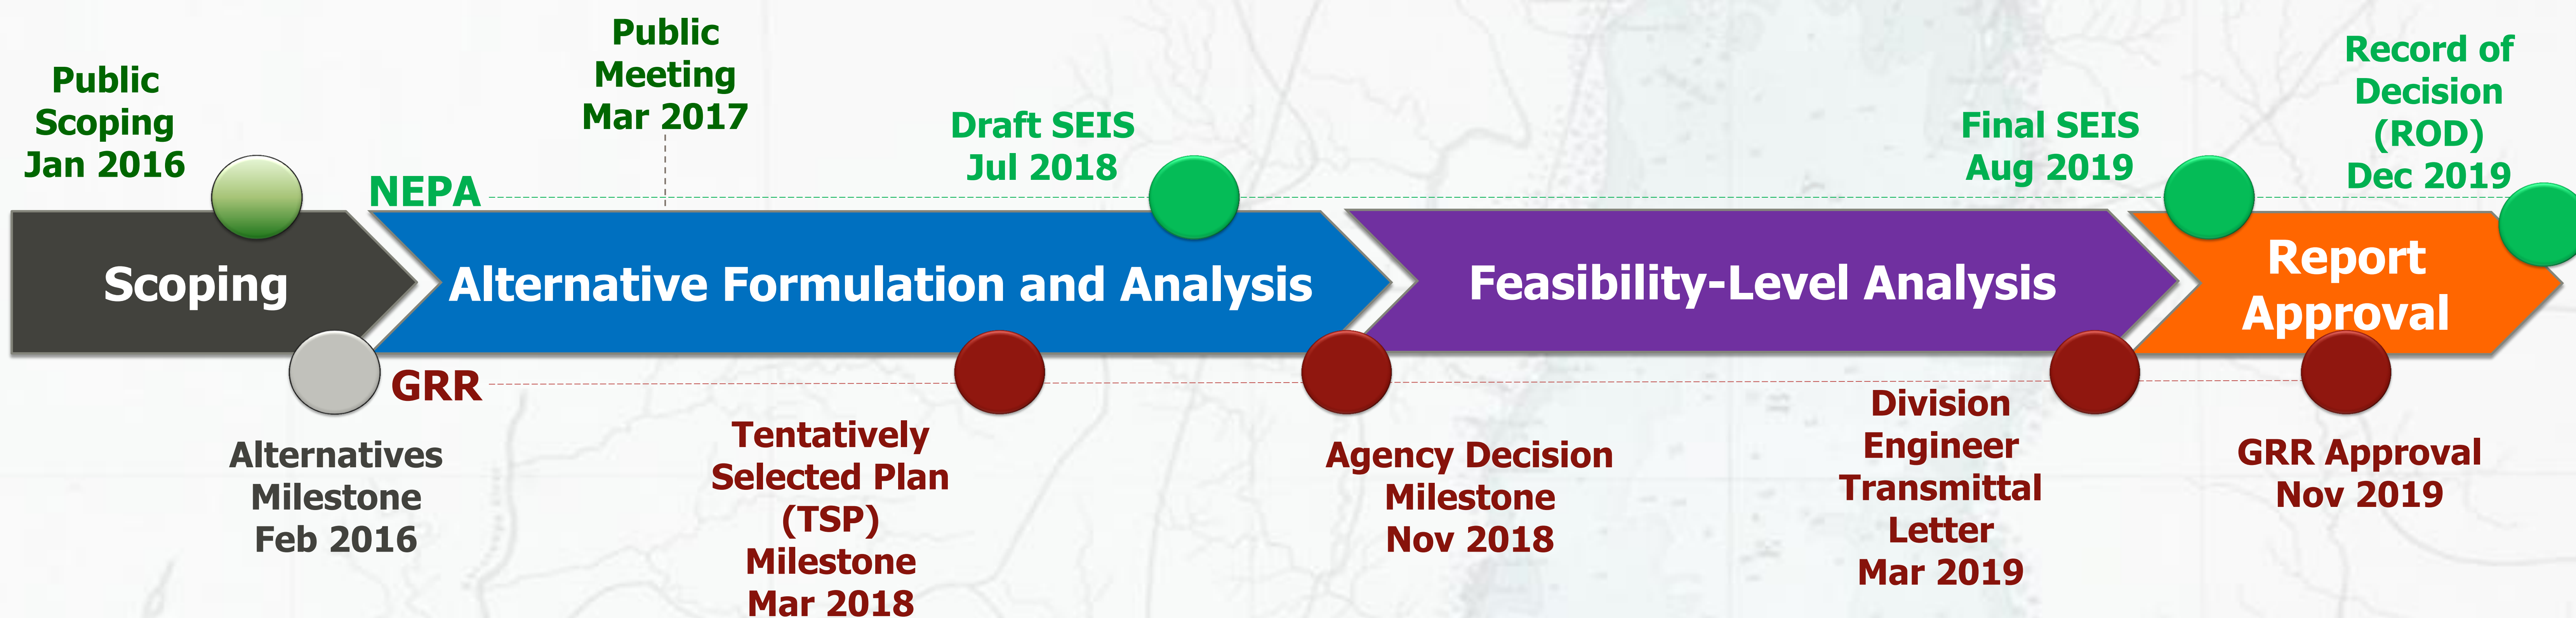 Public
Scoping
Jan 2016
Public
Meeting
Mar 2017
Draft SEIS
Jul 2018
Final SEIS
Aug 2019
Record of
Decision
(ROD)
Dec 2019
NEPA
Scoping
Alternative Formulation and Analysis
Feasibility-Level Analysis
Report
Approval
GRR
Alternatives
Milestone
Feb 2016
Tentatively
Selected Plan
(TSP)
Milestone
Mar 2018
Agency Decision
Milestone
Nov 2018
Division
Engineer
Transmittal
Letter
Mar 2019
GRR Approval
Nov 2019